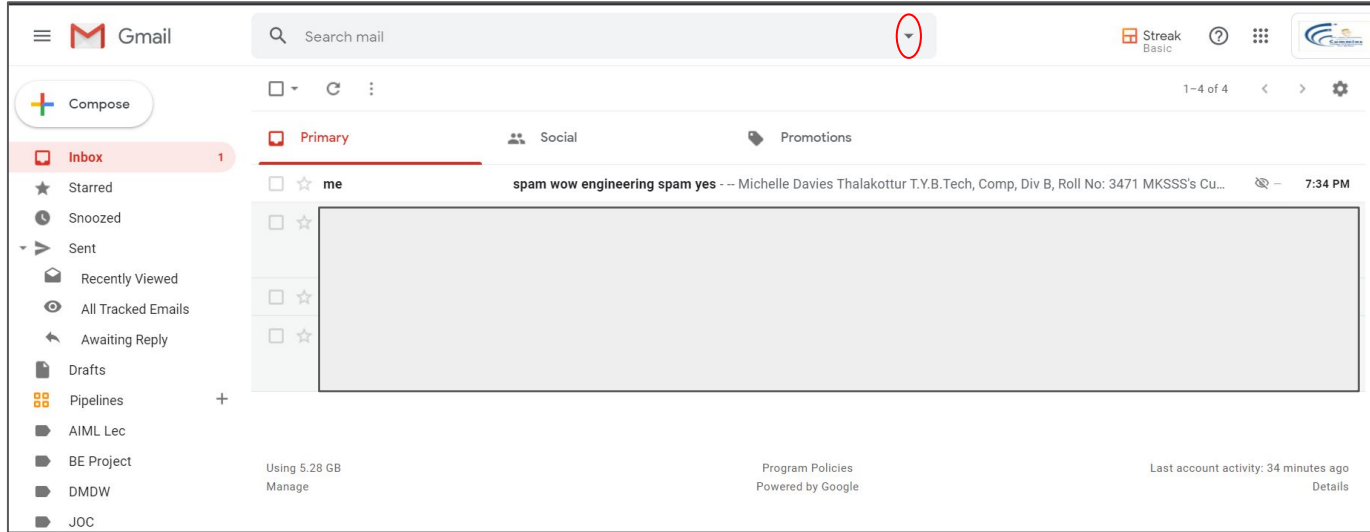 Gmail
Search mail
Streak
Basic
Cummins
Compose
1–4 of 4
Primary
Social
Promotions
Inbox 1
me spam wow engineering spam yes - -- Michelle Davies Thalakottur T.Y.B.Tech, Comp, Div B, Roll No: 3471 MKSSS's Cu... – 7:34 PM
Starred
Snoozed
Sent
Recently Viewed
All Tracked Emails
Awaiting Reply
Drafts
Pipelines
AIML Lec
BE Project
DMDW
JOC
Using 5.28 GB
Manage
Program Policies
Powered by Google
Last account activity: 34 minutes ago
Details